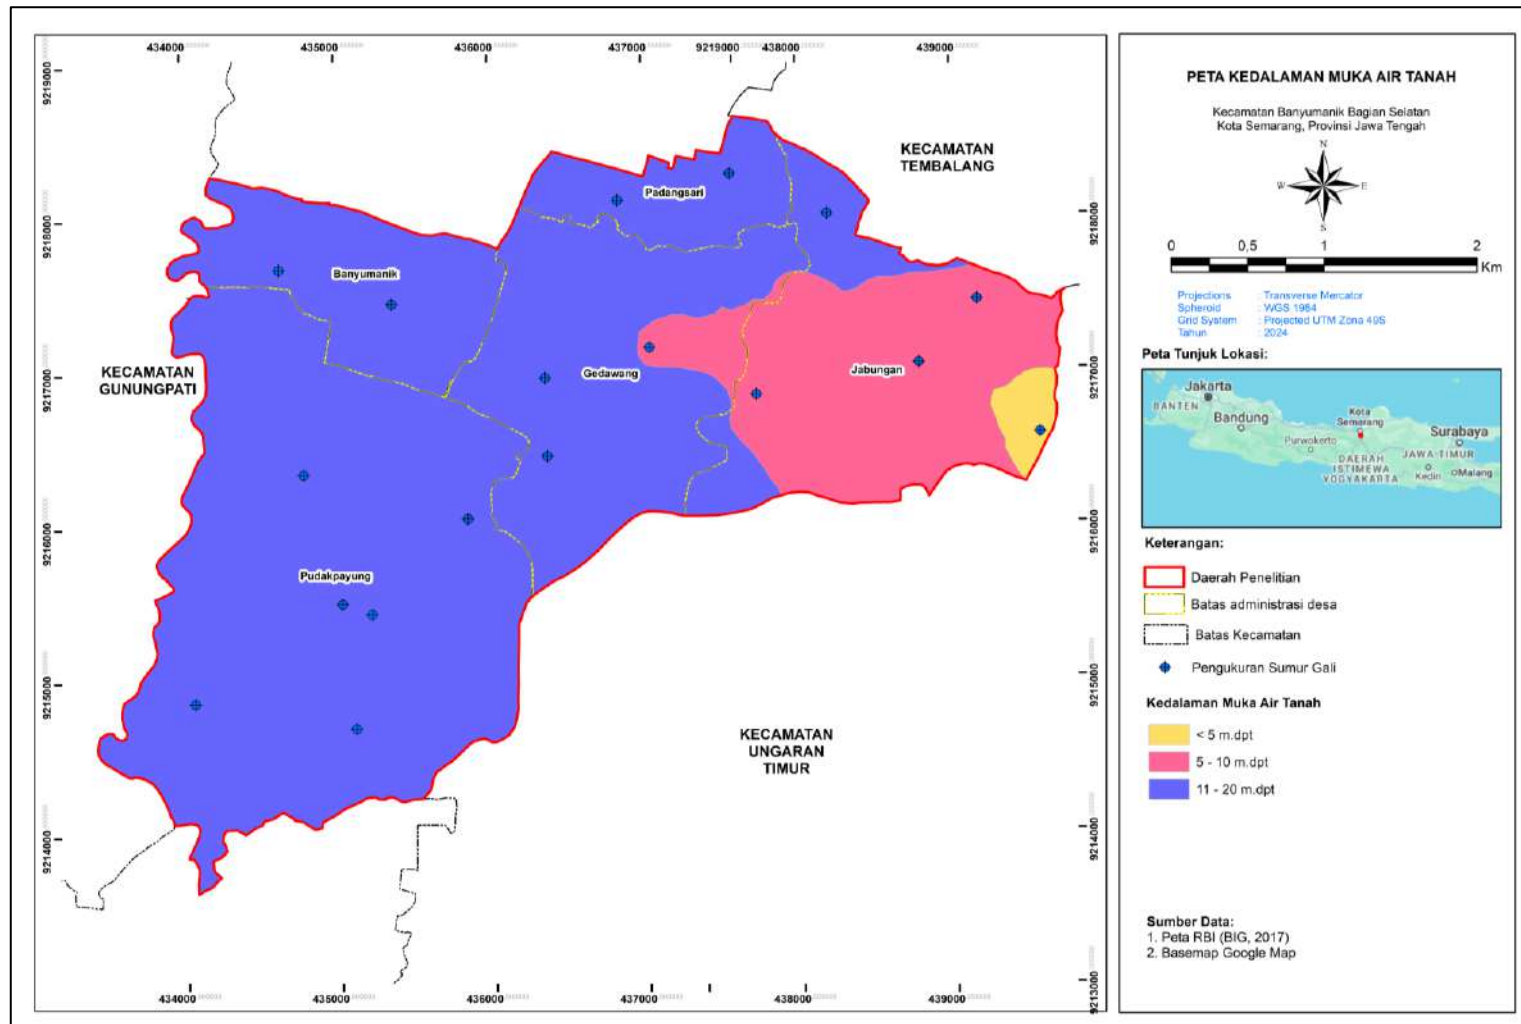 434000
435000
436000
437000
9219000
438000
439000
9219000
9218000
9217000
9216000
9215000
9214000
9218000
9217000
9216000
9215000
9214000
9213000
KECAMATAN
TEMBALANG
Padangsari
Banyumanik
KECAMATAN
GUNUNGPATI
Gedawang
Jabungan
Pudakpayung
KECAMATAN
UNGARAN
TIMUR
434000
435000
436000
437000
438000
439000
PETA KEDALAMAN MUKA AIR TANAH
Kecamatan Banyumanik Bagian Selatan
Kota Semarang, Provinsi Jawa Tengah
N
W E
S
0 0,5 1 2
Km
Projections : Transverse Mercator
Spheroid : WGS 1984
Grid System : Projected UTM Zona 49S
Tahun : 2024
Peta Tunjuk Lokasi:
Jakarta
BANTEN
Bandung
Kota
Semarang
Purwokerto
Surabaya
DAERAH
ISTIMEWA
YOGYAKARTA
JAWA TIMUR
Kediri
Malang
Keterangan:
Daerah Penelitian
Batas administrasi desa
Batas Kecamatan
Pengukuran Sumur Gali
Kedalaman Muka Air Tanah
< 5 m.dpt
5 - 10 m.dpt
11 - 20 m.dpt
Sumber Data:
1. Peta RBI (BIG, 2017)
2. Basemap Google Map